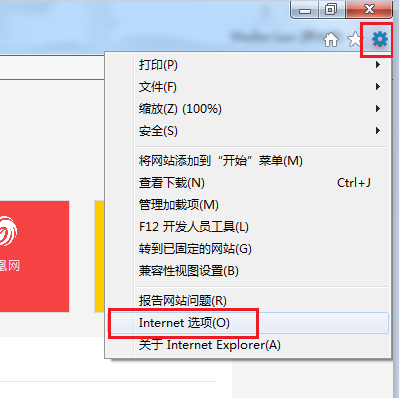 打印(P)
文件(F)
缩放(Z) (100%)
安全(S)
将网站添加到“开始”菜单(M)
查看下载(N) Ctrl+J
管理加载项(M)
F12 开发人员工具(L)
转到已固定的网站(G)
兼容性视图设置(B)
凰网
报告网站问题(R)
Internet 选项(O)
关于 Internet Explorer(A)